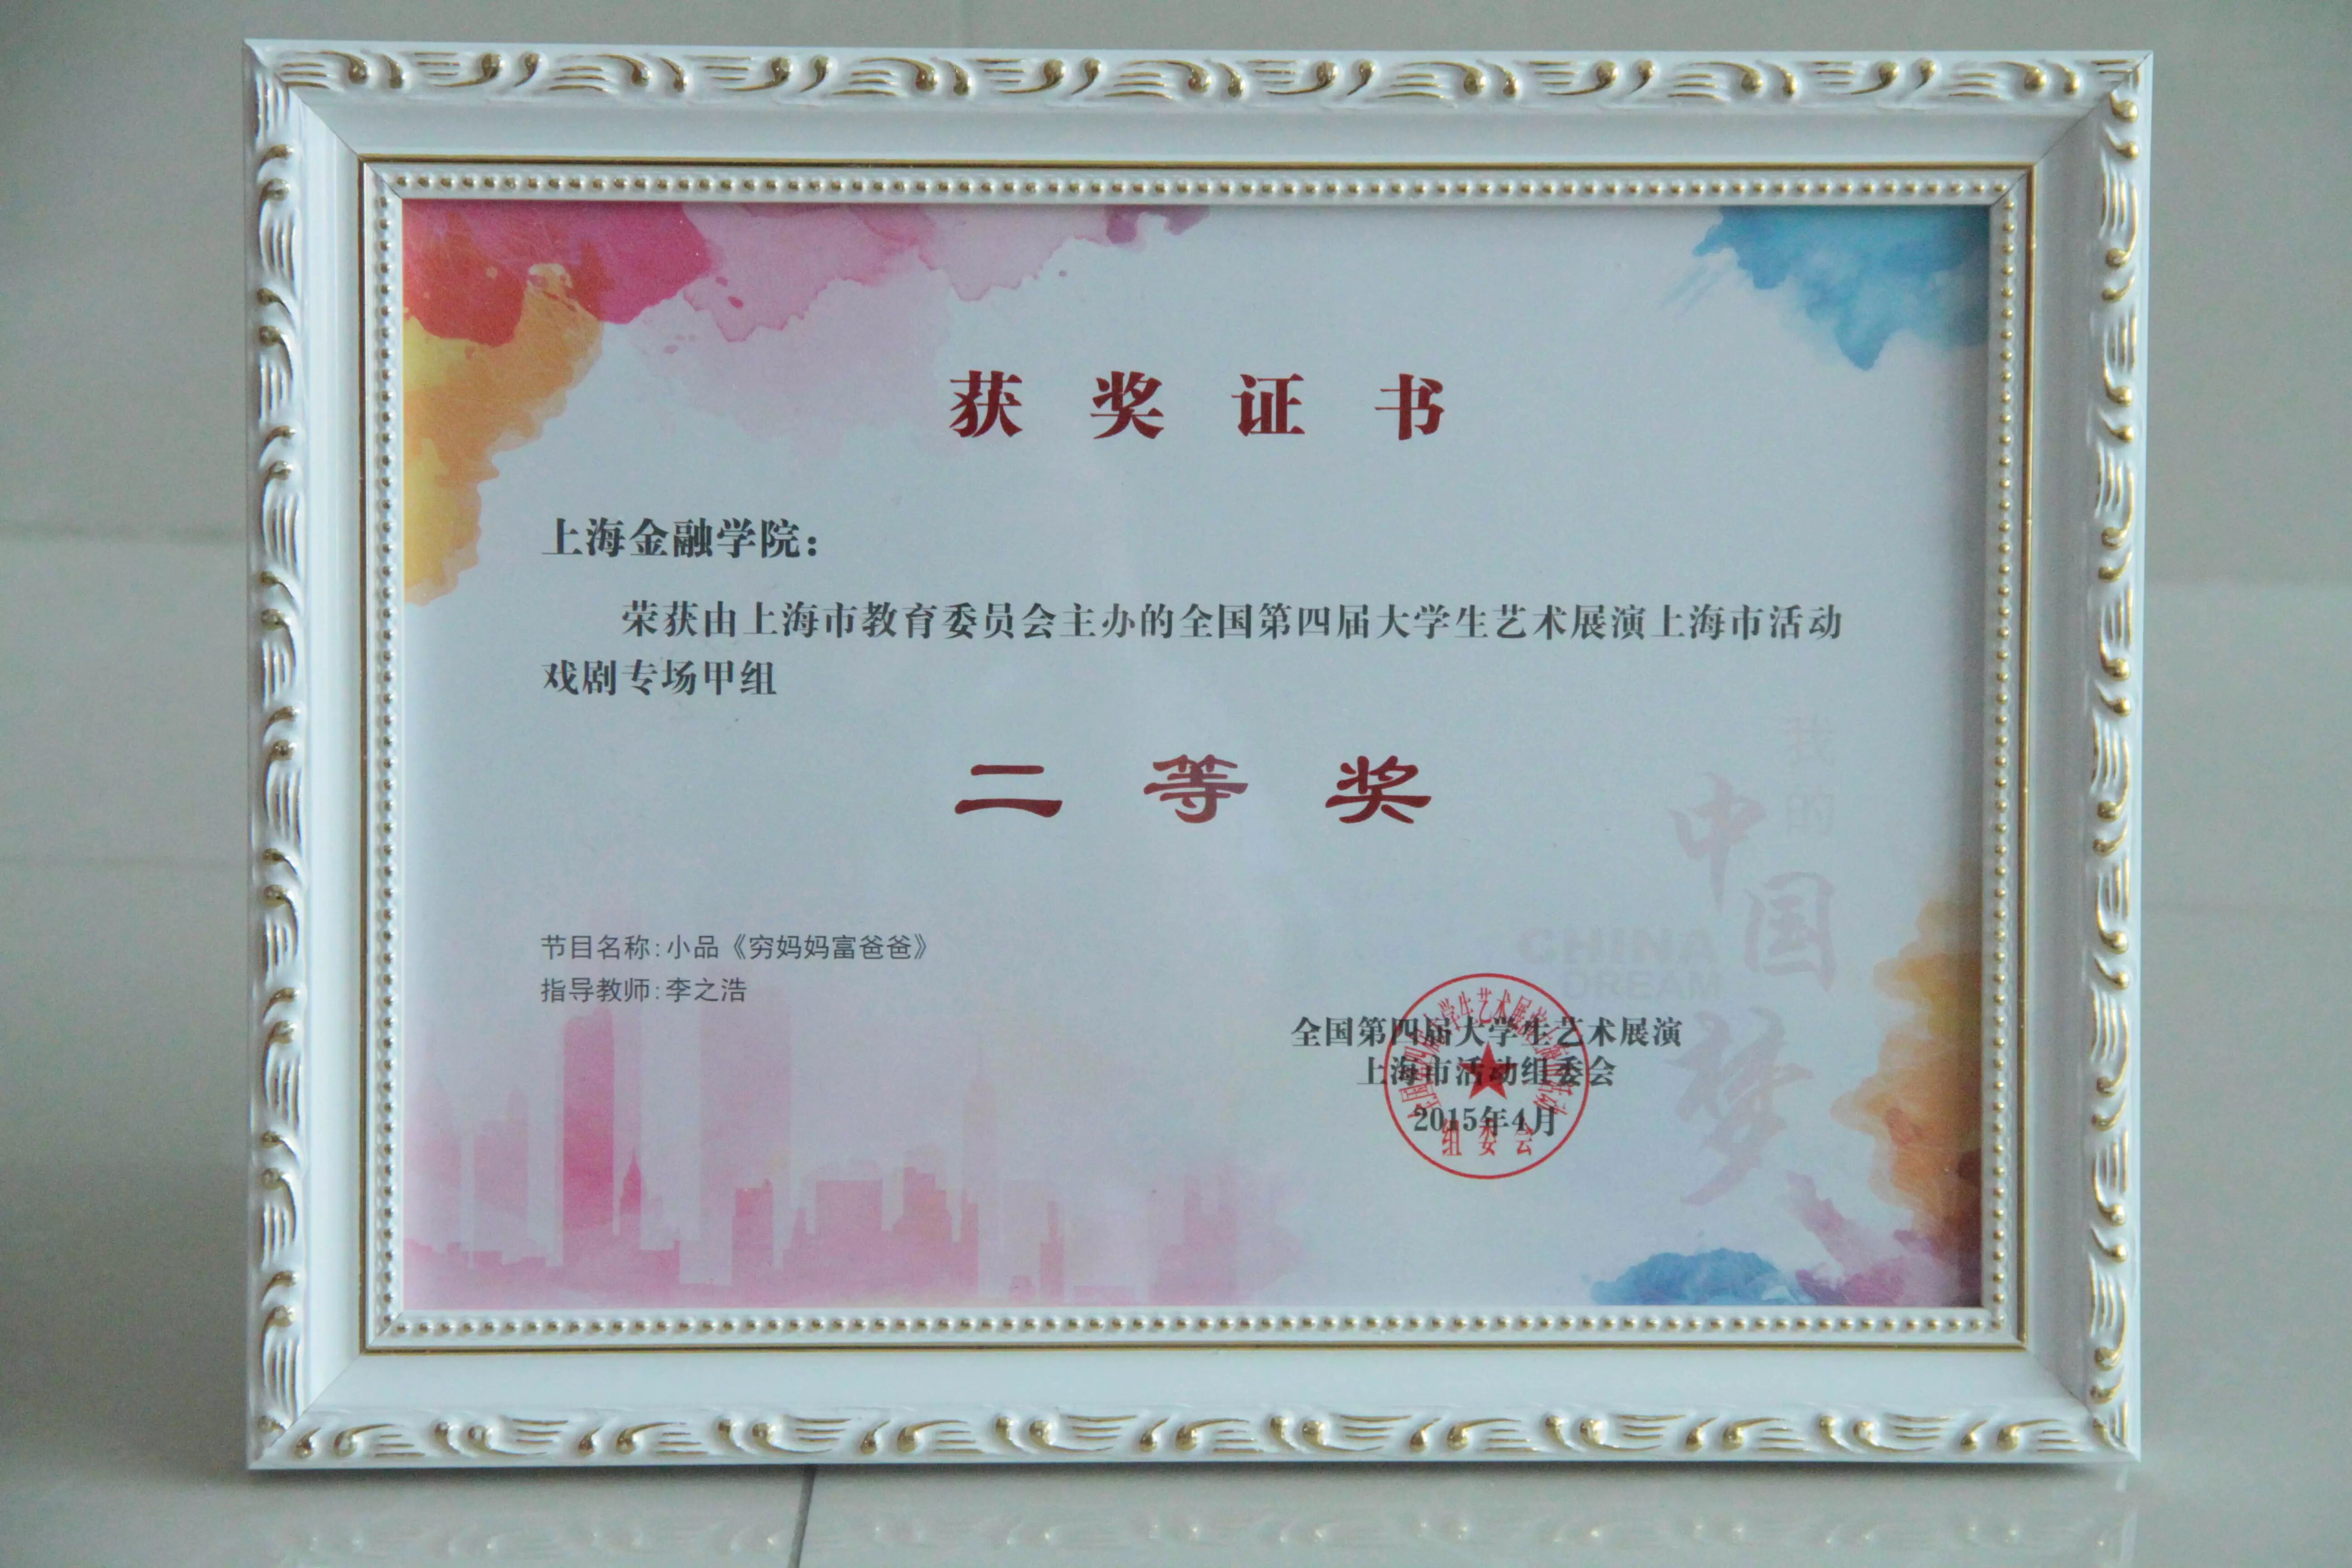 获奖证书
上海金融学院：
荣获由上海市教育委员会主办的全国第四届大学生艺术展演上海市活动
戏剧专场甲组
二等奖
我的
中国梦
CHINA
DREAM
节目名称:小品《穷妈妈富爸爸》
指导教师:李之浩
全国第四届大学生艺术展演
上海市活动组委会
2015年4月
组委会